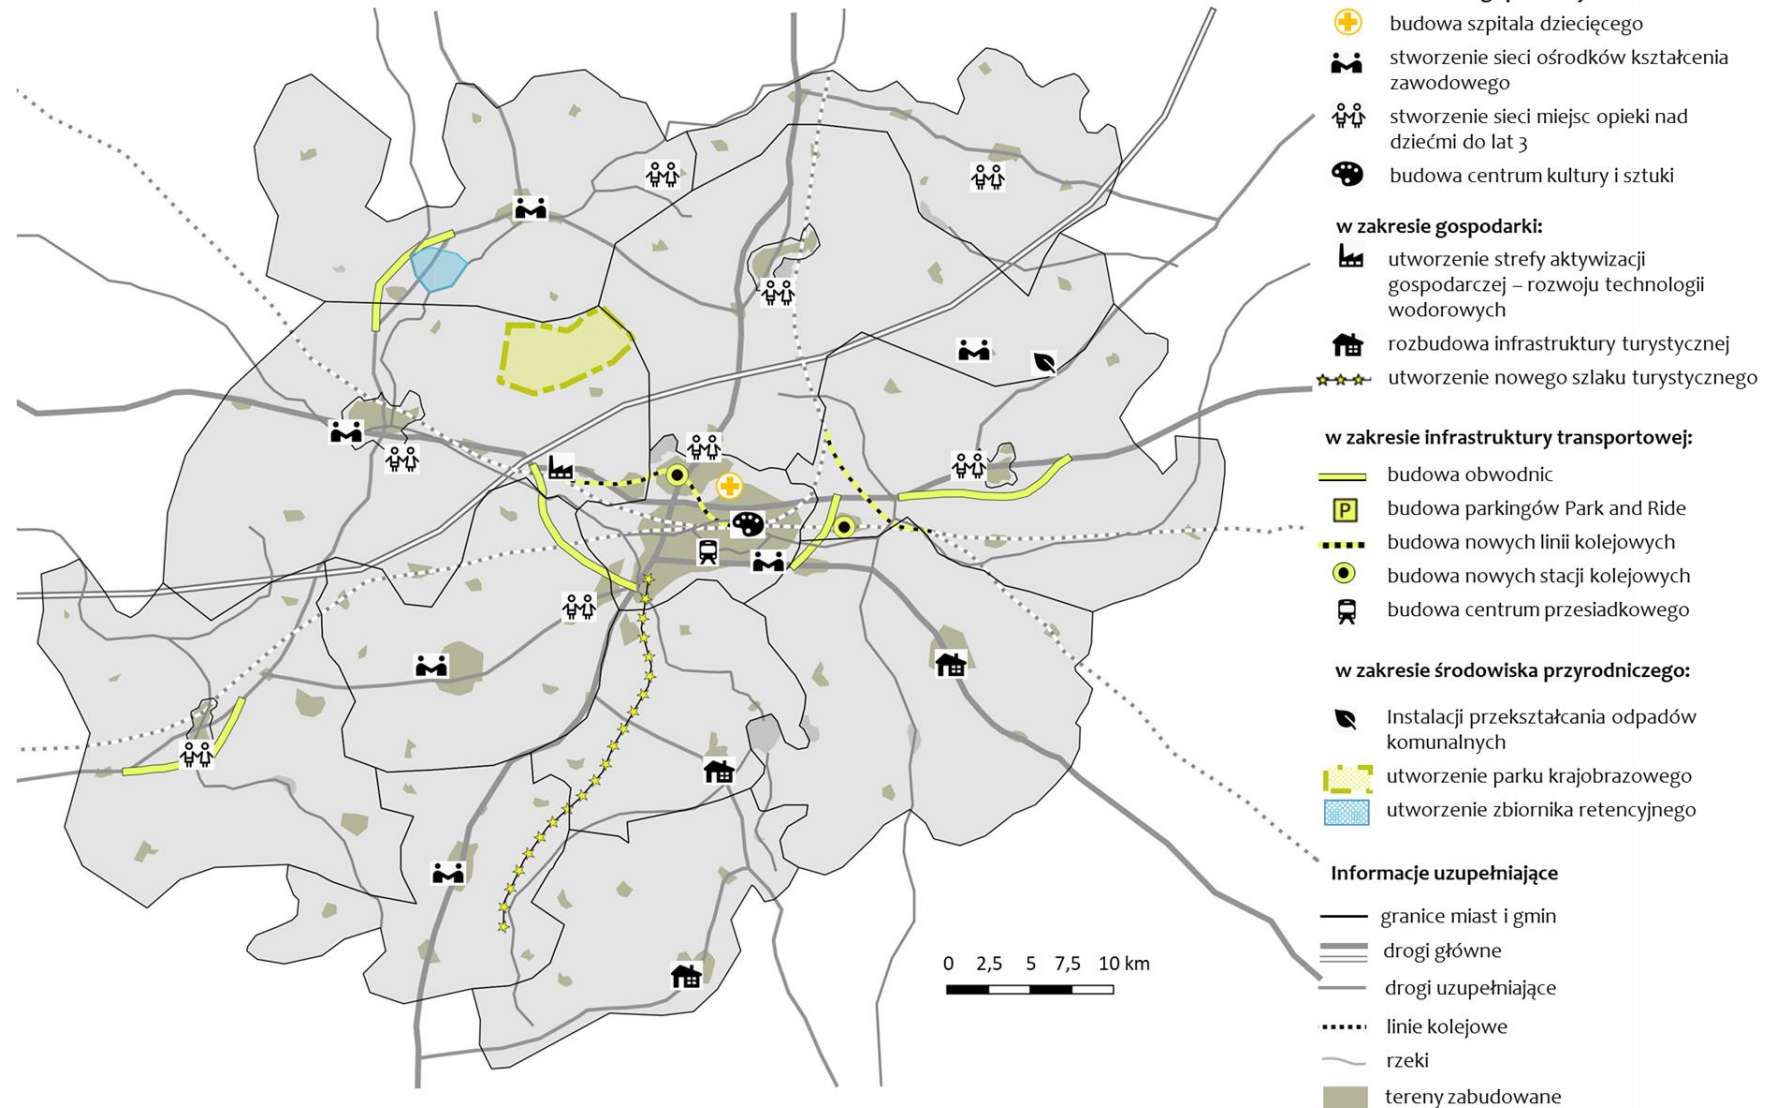 budowa szpitala dziecięcego
stworzenie sieci ośrodków kształcenia
zawodowego
stworzenie sieci miejsc opieki nad
dziećmi do lat 3
budowa centrum kultury i sztuki
w zakresie gospodarki:
utworzenie strefy aktywizacji
gospodarczej – rozwoju technologii
wodorowych
rozbudowa infrastruktury turystycznej
utworzenie nowego szlaku turystycznego
w zakresie infrastruktury transportowej:
budowa obwodnic
P budowa parkingów Park and Ride
budowa nowych linii kolejowych
budowa nowych stacji kolejowych
budowa centrum przesiadkowego
w zakresie środowiska przyrodniczego:
Instalacji przekształcania odpadów
komunalnych
utworzenie parku krajobrazowego
utworzenie zbiornika retencyjnego
Informacje uzupełniające
granice miast i gmin
drogi główne
drogi uzupełniające
linie kolejowe
rzeki
tereny zabudowane
0 2,5 5 7,5 10 km